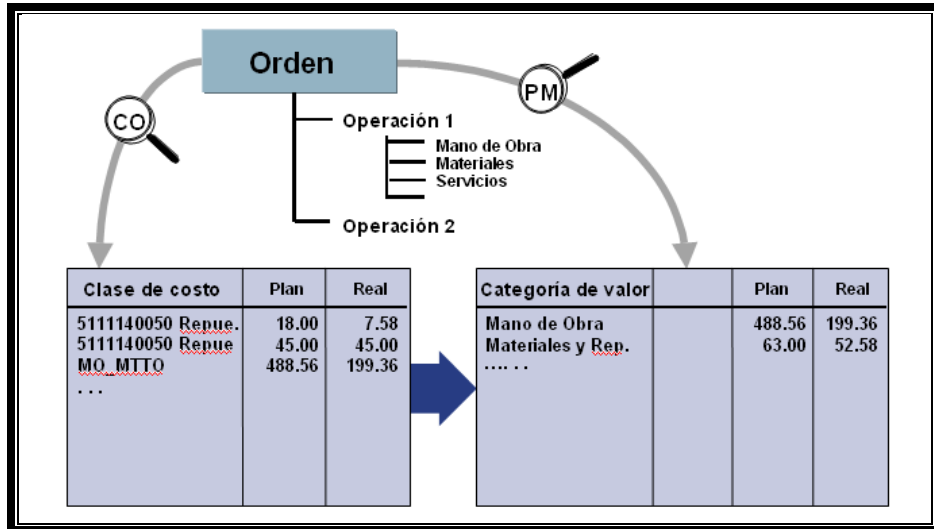 Orden
CO
PM
Operación 1
Mano de Obra
Materiales
Servicios
Operación 2
Clase de costo Plan Real
5111140050 Repue. 18.00 7.58
5111140050 Repue 45.00 45.00
MO_MTTO 488.56 199.36
. . .
Categoría de valor Plan Real
Mano de Obra 488.56 199.36
Materiales y Rep. 63.00 52.58
.... . .